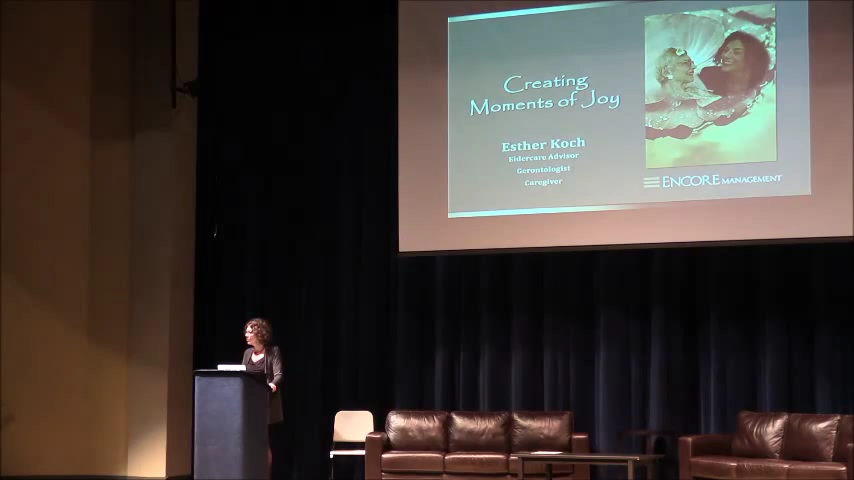 Creating
Moments of Joy
Esther Koch
Eldercare Advisor
Gerontologist
Caregiver
ENCORE MANAGEMENT